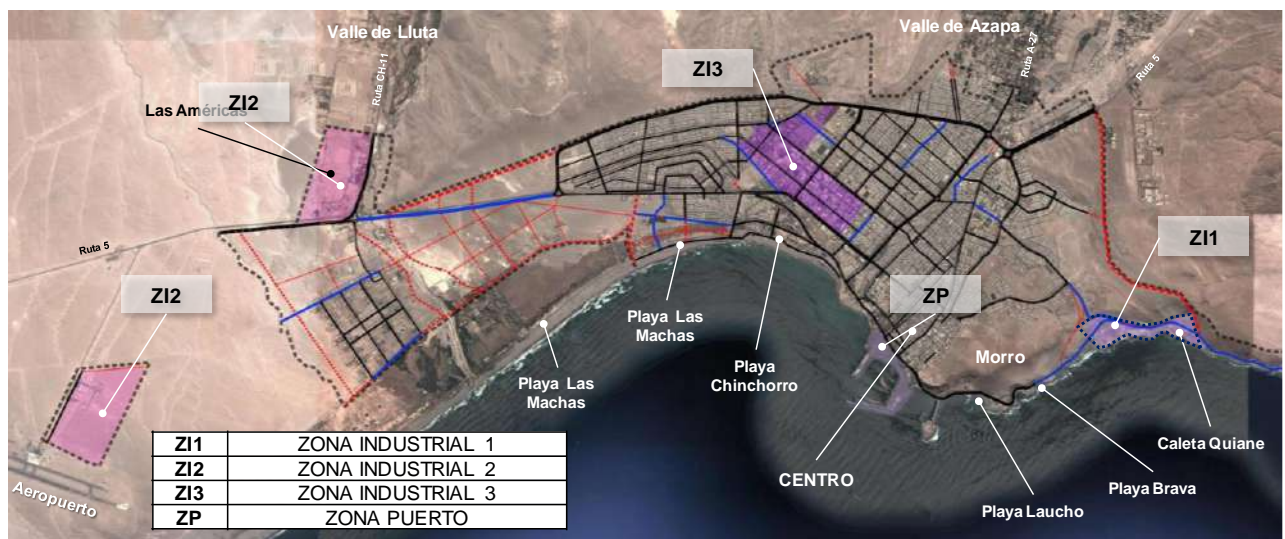 Valle de Lluta
Valle de Azapa
Ruta CH-11
Ruta A-27
Ruta 5
ZI3
ZI2
Las Américas
Ruta 5
ZI1
ZI2
ZP
Playa Las
Machas
Playa
Chinchorro
Morro
Playa Las
Machas
Caleta Quiane
CENTRO
Playa Brava
Playa Laucho
Aeropuerto
ZI1 ZONA INDUSTRIAL 1
ZI2 ZONA INDUSTRIAL 2
ZI3 ZONA INDUSTRIAL 3
ZP ZONA PUERTO